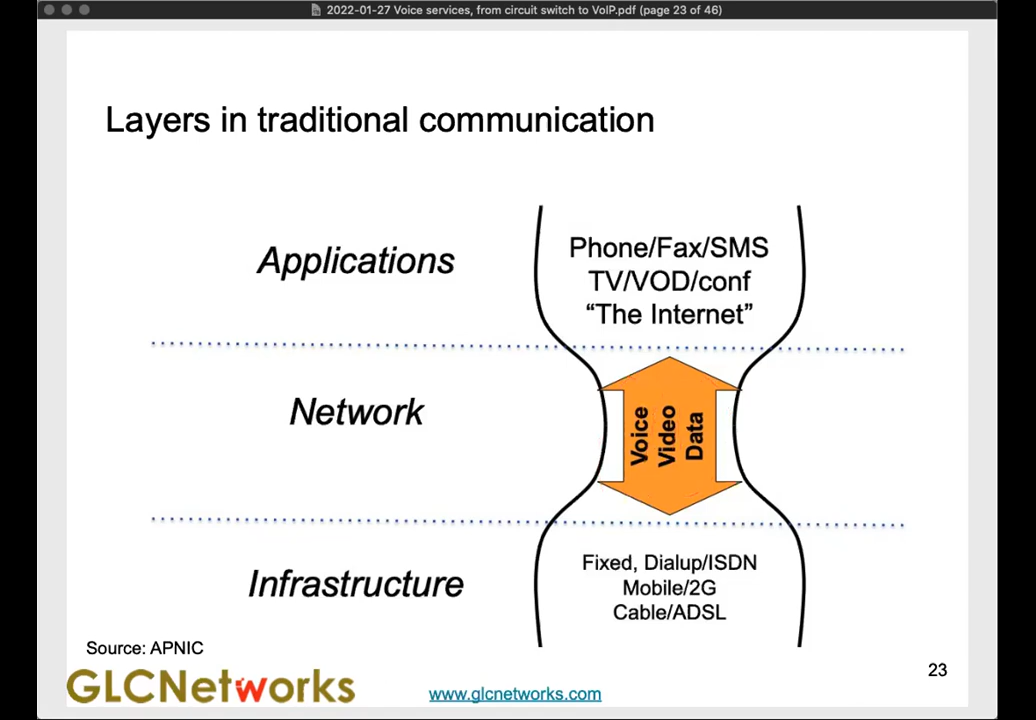 2022-01-27 Voice services, from circuit switch to VoIP.pdf (page 23 of 46)
Layers in traditional communication
Applications
Phone/Fax/SMS
TV/VOD/conf
“The Internet”
Network
Voice
Video
Data
Infrastructure
Fixed, Dialup/ISDN
Mobile/2G
Cable/ADSL
Source: APNIC
GLCNetworks
www.glcnetworks.com
23